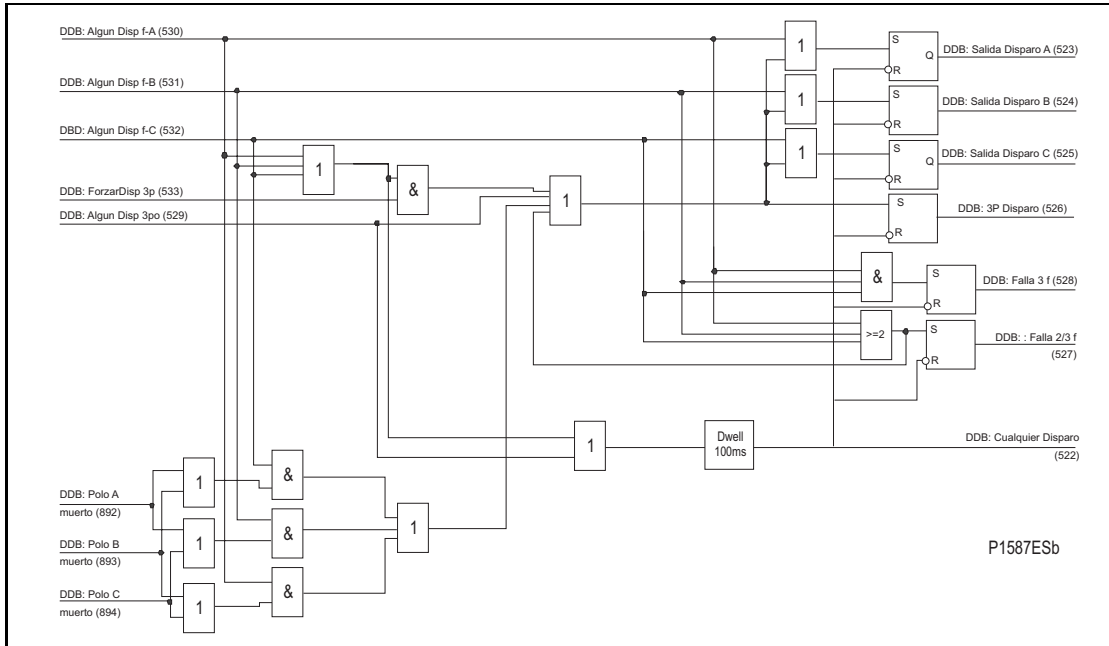 DDB: Algun Disp f-A (530)
1
S
Q
R
DDB: Salida Disparo A (523)
DDB: Algun Disp f-B (531)
1
S
R
DDB: Salida Disparo B (524)
DBD: Algun Disp f-C (532)
1
S
Q
R
DDB: Salida Disparo C (525)
1
&
DDB: ForzarDisp 3p (533)
1
S
R
DDB: 3P Disparo (526)
DDB: Algun Disp 3po (529)
&
S
R
DDB: Falla 3 f (528)
>=2
S
R
DDB: : Falla 2/3 f
(527)
1
Dwell
100ms
DDB: Cualquier Disparo
(522)
1
&
DDB: Polo A
muerto (892)
1
&
1
DDB: Polo B
muerto (893)
1
&
DDB: Polo C
muerto (894)
P1587ESb